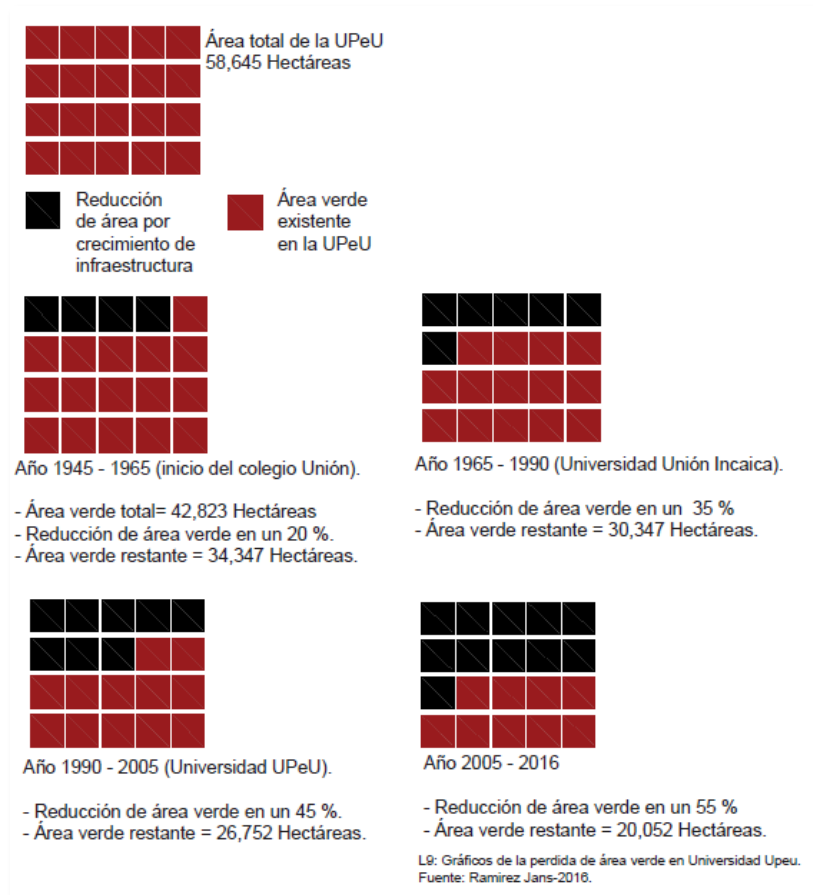 Área total de la UPeU
58,645 Hectáreas
Reducción
de área por
crecimiento de
infraestructura
Área verde
existente
en la UPeU
Año 1945 - 1965 (inicio del colegio Unión).
- Área verde total= 42,823 Hectáreas
- Reducción de área verde en un 20 %.
- Área verde restante = 34,347 Hectáreas.
Año 1965 - 1990 (Universidad Unión Incaica).
- Reducción de área verde en un 35 %
- Área verde restante = 30,347 Hectáreas.
Año 1990 - 2005 (Universidad UPeU).
- Reducción de área verde en un 45 %.
- Área verde restante = 26,752 Hectáreas.
Año 2005 - 2016
- Reducción de área verde en un 55 %
- Área verde restante = 20,052 Hectáreas.
L9: Gráficos de la perdida de área verde en Universidad Upeu.
Fuente: Ramirez Jans-2016.